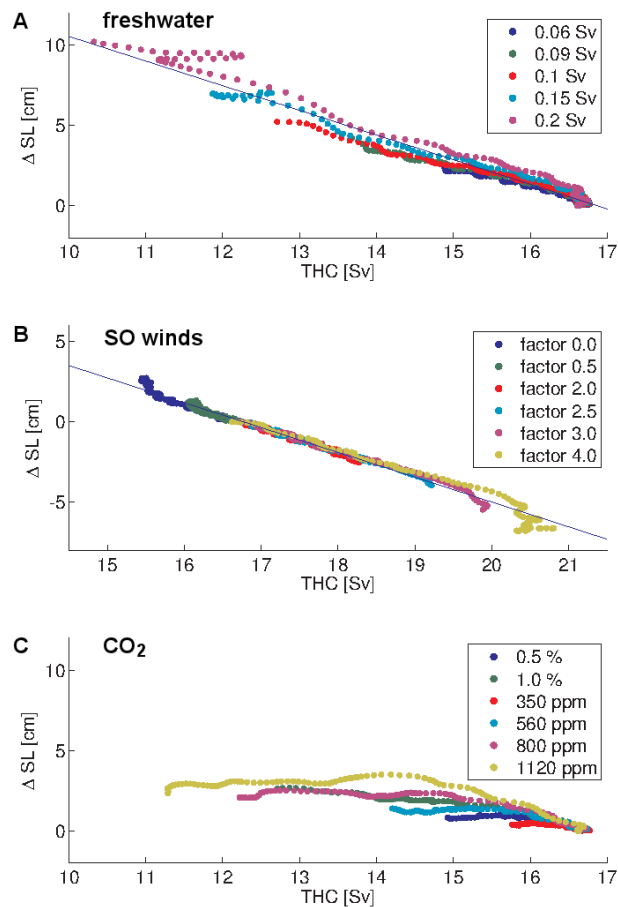 A freshwater
10
5
0
Δ SL [cm]
0.06 Sv
0.09 Sv
0.1 Sv
0.15 Sv
0.2 Sv
10 11 12 13 14 15 16 17
THC [Sv]
B SO winds
5
0
-5
Δ SL [cm]
factor 0.0
factor 0.5
factor 2.0
factor 2.5
factor 3.0
factor 4.0
15 16 17 18 19 20 21
THC [Sv]
C CO₂
10
5
0
Δ SL [cm]
0.5 %
1.0 %
350 ppm
560 ppm
800 ppm
1120 ppm
10 11 12 13 14 15 16 17
THC [Sv]